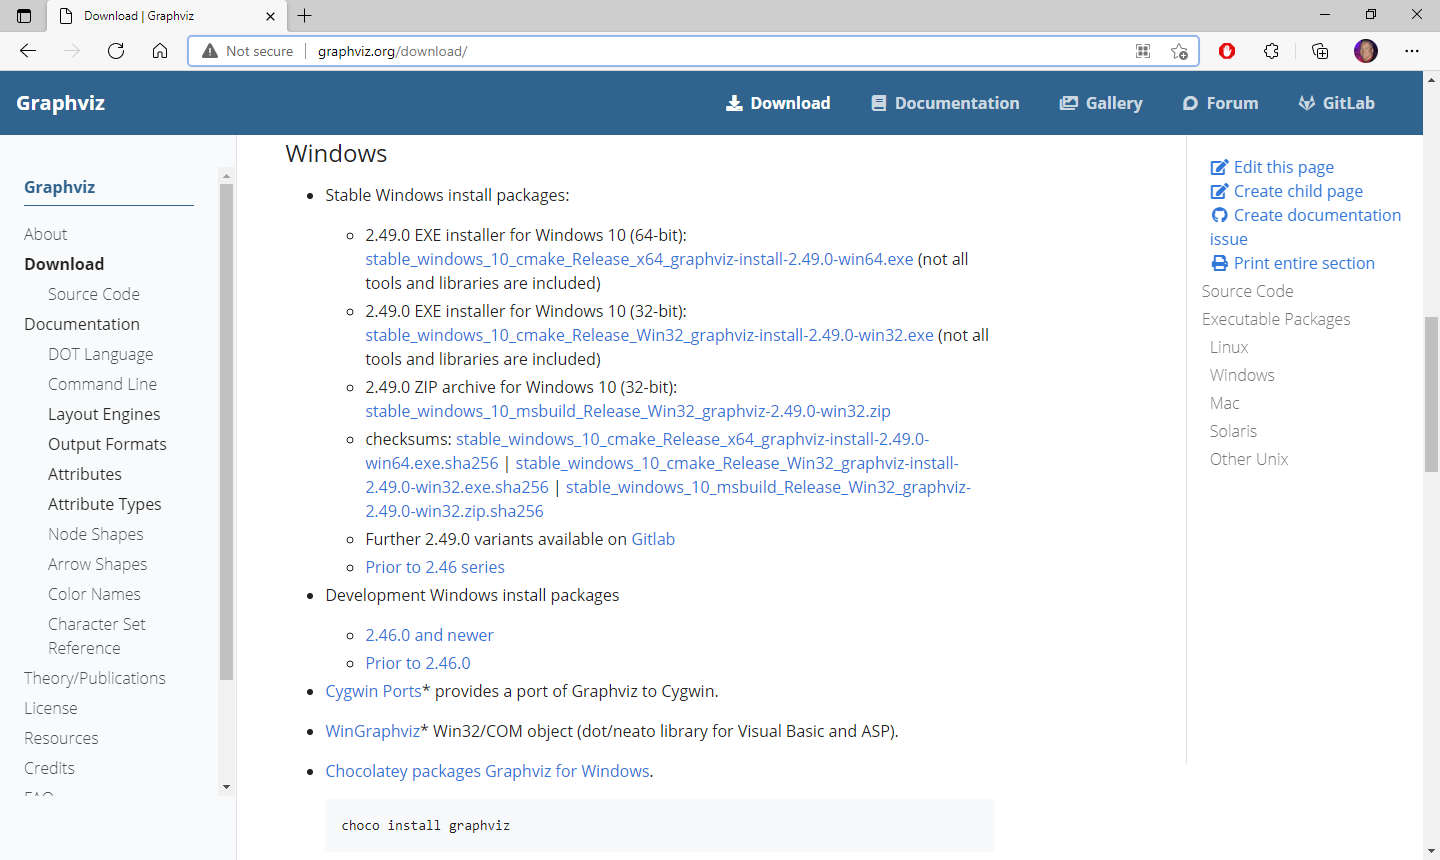 Download | Graphviz
Not secure graphviz.org/download/
Graphviz
Download Documentation Gallery Forum GitLab
Graphviz
About
Download
Source Code
Documentation
DOT Language
Command Line
Layout Engines
Output Formats
Attributes
Attribute Types
Node Shapes
Arrow Shapes
Color Names
Character Set
Reference
Theory/Publications
License
Resources
Credits
FAQ
Windows
Stable Windows install packages:
2.49.0 EXE installer for Windows 10 (64-bit):
stable_windows_10_cmake_Release_x64_graphviz-install-2.49.0-win64.exe (not all
tools and libraries are included)
2.49.0 EXE installer for Windows 10 (32-bit):
stable_windows_10_cmake_Release_Win32_graphviz-install-2.49.0-win32.exe (not all
tools and libraries are included)
2.49.0 ZIP archive for Windows 10 (32-bit):
stable_windows_10_msbuild_Release_Win32_graphviz-2.49.0-win32.zip
checksums: stable_windows_10_cmake_Release_x64_graphviz-install-2.49.0-
win64.exe.sha256 | stable_windows_10_cmake_Release_Win32_graphviz-install-
2.49.0-win32.exe.sha256 | stable_windows_10_msbuild_Release_Win32_graphviz-
2.49.0-win32.zip.sha256
Further 2.49.0 variants available on Gitlab
Prior to 2.46 series
Development Windows install packages
2.46.0 and newer
Prior to 2.46.0
Cygwin Ports* provides a port of Graphviz to Cygwin.
WinGraphviz* Win32/COM object (dot/neato library for Visual Basic and ASP).
Chocolatey packages Graphviz for Windows.
choco install graphviz
Edit this page
Create child page
Create documentation
issue
Print entire section
Source Code
Executable Packages
Linux
Windows
Mac
Solaris
Other Unix